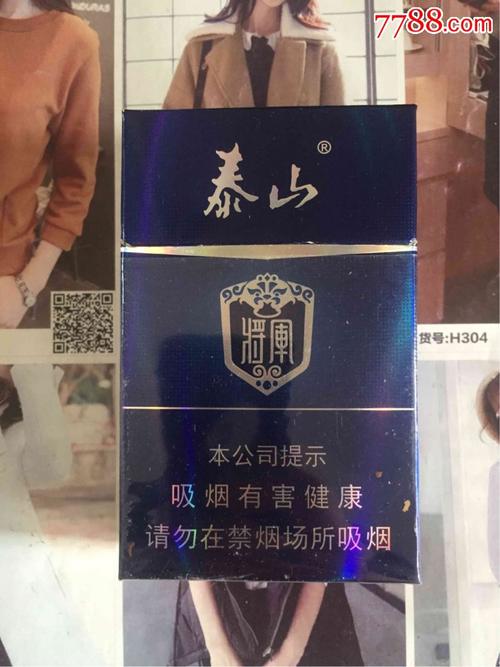 7788.com
泰山®
将军
本公司提示
吸烟有害健康
请勿在禁烟场所吸烟
货号:H304